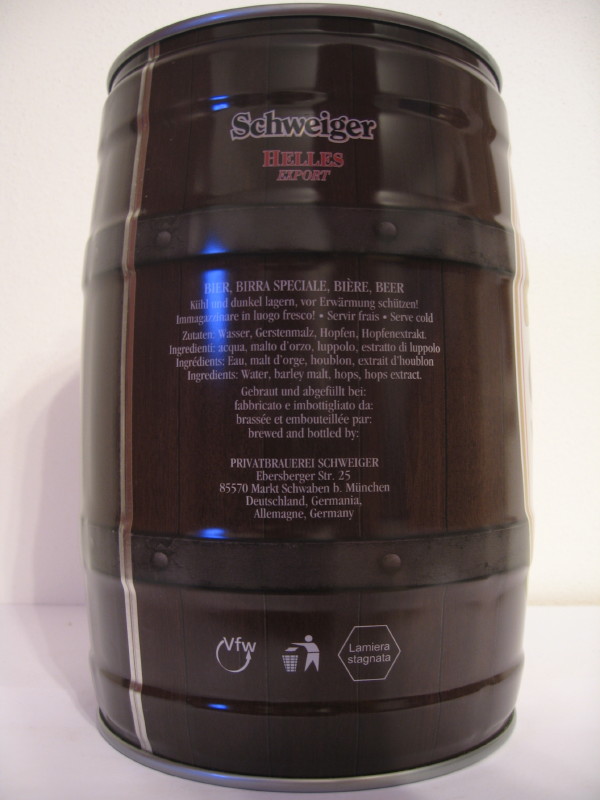 Schweiger
HELLES
EXPORT
BIER, BIRRA SPECIALE, BIÈRE, BEER
Kühl und dunkel lagern, vor Erwärmung schützen!
Immagazzinare in luogo fresco! • Servir frais • Serve cold
Zutaten: Wasser, Gerstenmalz, Hopfen, Hopfenextrakt.
Ingredienti: acqua, malto d'orzo, luppolo, estratto di luppolo
Ingrédients: Eau, malt d'orge, houblon, extrait d'houblon
Ingredients: Water, barley malt, hops, hops extract.
Gebraut und abgefüllt bei:
fabbricato e imbottigliato da:
brassée et embouteillée par:
brewed and bottled by:
PRIVATBRAUEREI SCHWEIGER
Ebersberger Str. 25
85570 Markt Schwaben b. München
Deutschland, Germania,
Allemagne, Germany
Vfw
Lamiera
stagnata